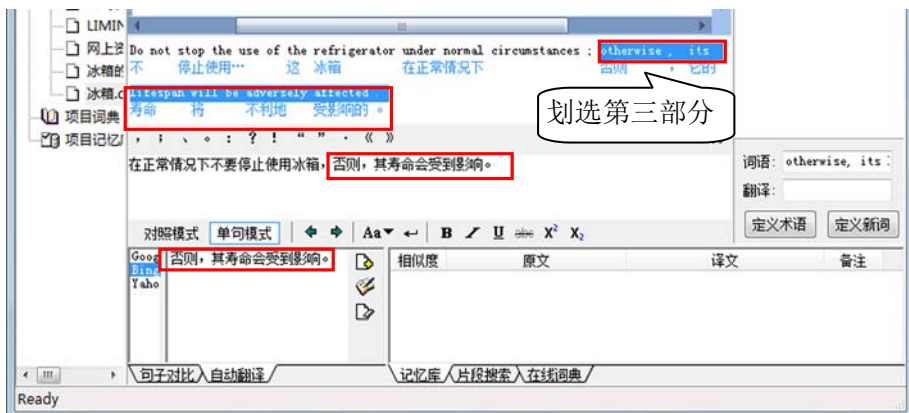 LIMIN
网上资
冰箱的
冰箱.c
项目词典
项目记忆
Do not stop the use of the refrigerator under normal circumstances ; otherwise , its
不 停止使用… 这 冰箱 在正常情况下 否则 , 它的
lifespan will be adversely affected .
寿命 将 不利地 受影响的 。
划选第三部分
, ; 、 。 : ? ! “ ” · 《 》
在正常情况下不要停止使用冰箱,否则,其寿命会受到影响。
词语: otherwise, its
翻译:
定义术语 定义新词
对照模式 单句模式 Aa B I U abc X² X₂
Goog
Bing
Yaho
否则,其寿命会受到影响。
相似度 原文 译文 备注
句子对比 自动翻译
记忆库 片段搜索 在线词典
Ready